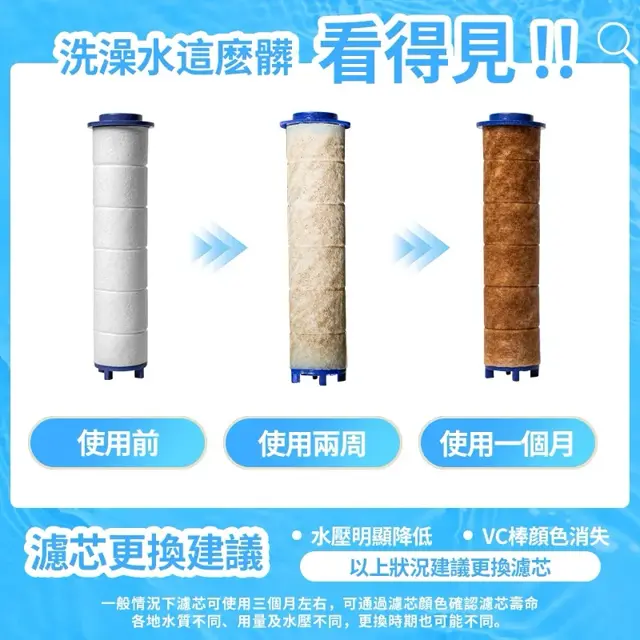 洗澡水這麼髒 看得見!!
使用前
使用兩周
使用一個月
濾芯更換建議
• 水壓明顯降低 • VC棒顏色消失
以上狀況建議更換濾芯
一般情況下濾芯可使用三個月左右，可通過濾芯顏色確認濾芯壽命
各地水質不同、用量及水壓不同，更換時期也可能不同。